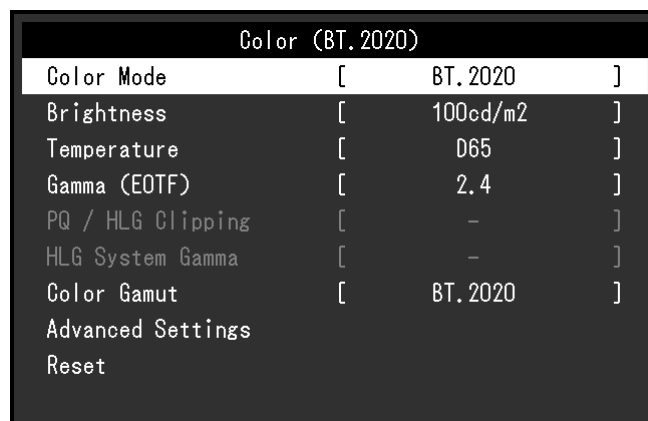 Color (BT.2020)
Color Mode [ BT.2020 ]
Brightness [ 100cd/m2 ]
Temperature [ D65 ]
Gamma (EOTF) [ 2.4 ]
PQ / HLG Clipping [ - ]
HLG System Gamma [ - ]
Color Gamut [ BT.2020 ]
Advanced Settings
Reset